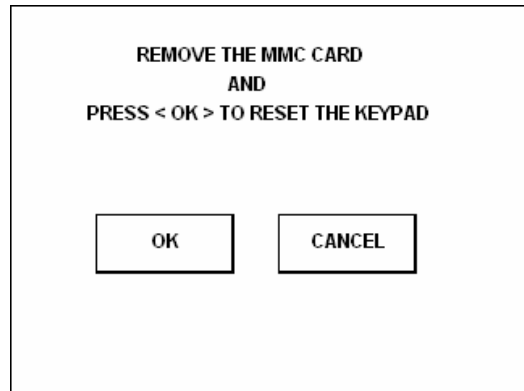 REMOVE THE MMC CARD
AND
PRESS < OK > TO RESET THE KEYPAD
OK
CANCEL